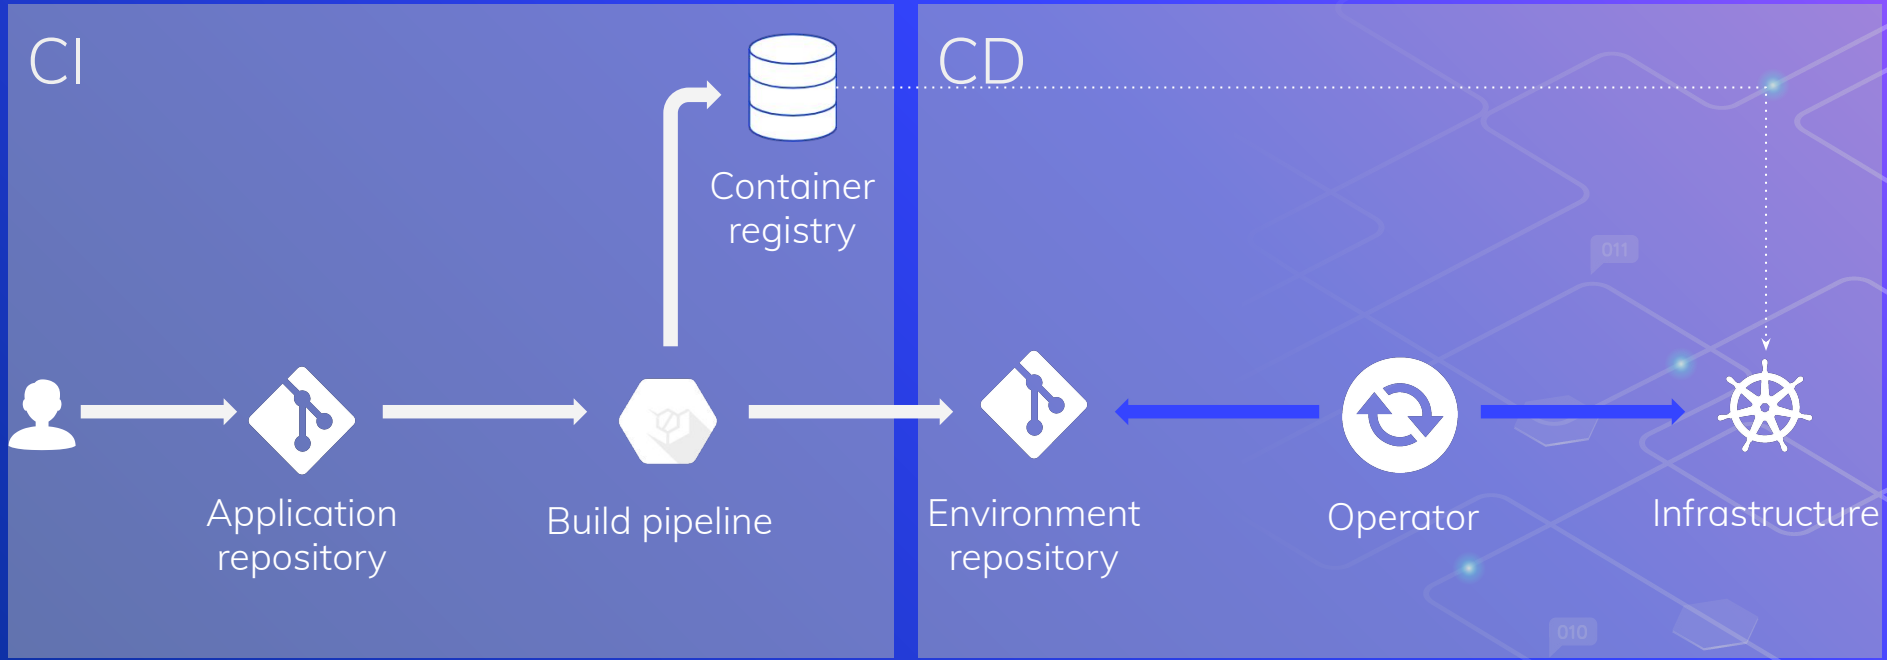 CI
CD
Container
registry
011
Application
repository
Build pipeline
Environment
repository
Operator
Infrastructure
010